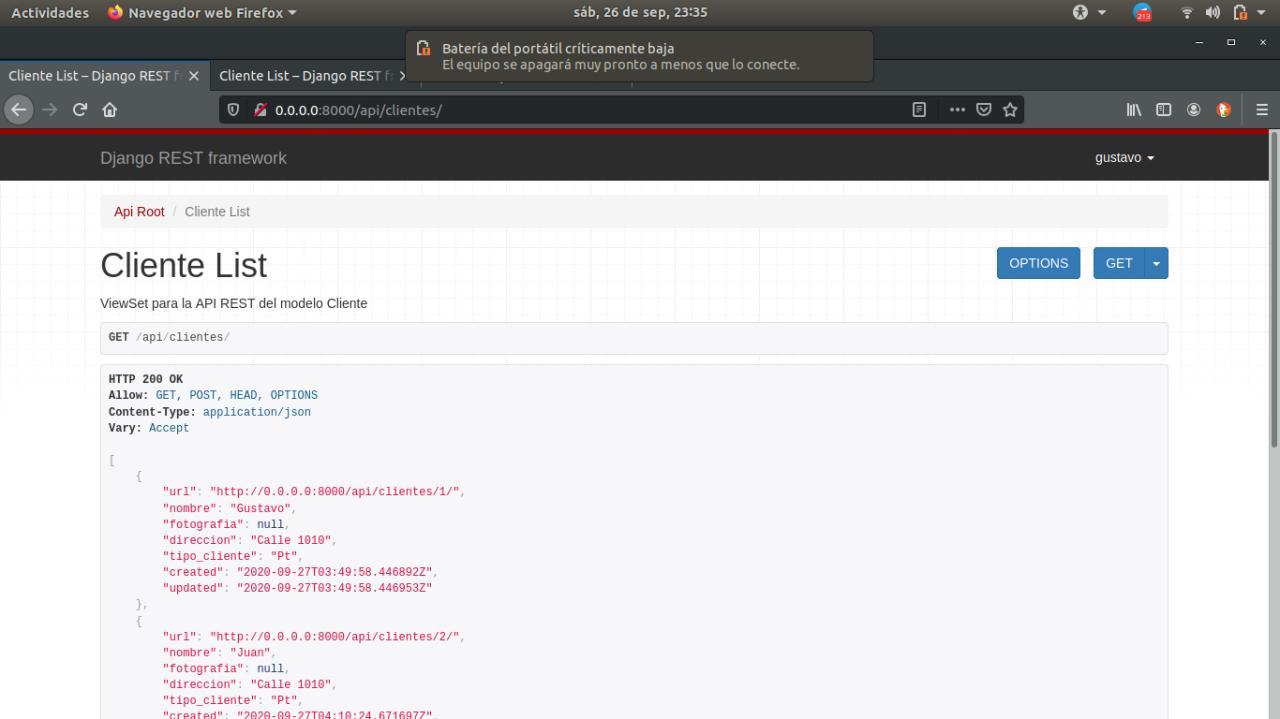 Actividades
Navegador web Firefox
sáb, 26 de sep, 23:35
213
Batería del portátil críticamente baja
El equipo se apagará muy pronto a menos que lo conecte.
Cliente List – Django REST f
Cliente List – Django REST f
0.0.0.0:8000/api/clientes/
Django REST framework
gustavo
Api Root / Cliente List
Cliente List
OPTIONS
GET
ViewSet para la API REST del modelo Cliente
GET /api/clientes/
HTTP 200 OK
Allow: GET, POST, HEAD, OPTIONS
Content-Type: application/json
Vary: Accept
[
{
"url": "http://0.0.0.0:8000/api/clientes/1/",
"nombre": "Gustavo",
"fotografia": null,
"direccion": "Calle 1010",
"tipo_cliente": "Pt",
"created": "2020-09-27T03:49:58.446892Z",
"updated": "2020-09-27T03:49:58.446953Z"
},
{
"url": "http://0.0.0.0:8000/api/clientes/2/",
"nombre": "Juan",
"fotografia": null,
"direccion": "Calle 1010",
"tipo_cliente": "Pt",
"created": "2020-09-27T04:10:24.671697Z",